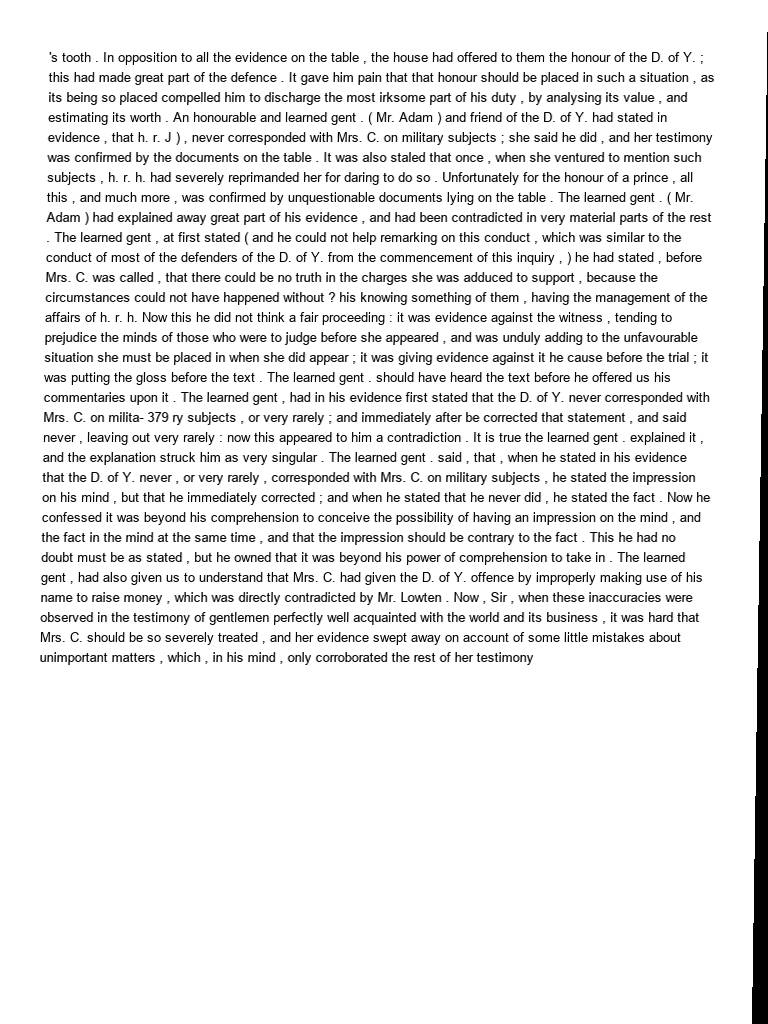 's tooth . In opposition to all the evidence on the table , the house had offered to them the honour of the D. of Y. ;
this had made great part of the defence . It gave him pain that that honour should be placed in such a situation , as
its being so placed compelled him to discharge the most irksome part of his duty , by analysing its value , and
estimating its worth . An honourable and learned gent . ( Mr. Adam ) and friend of the D. of Y. had stated in
evidence , that h. r. J ) , never corresponded with Mrs. C. on military subjects ; she said he did , and her testimony
was confirmed by the documents on the table . It was also staled that once , when she ventured to mention such
subjects , h. r. h. had severely reprimanded her for daring to do so . Unfortunately for the honour of a prince , all
this , and much more , was confirmed by unquestionable documents lying on the table . The learned gent . ( Mr.
Adam ) had explained away great part of his evidence , and had been contradicted in very material parts of the rest
. The learned gent , at first stated ( and he could not help remarking on this conduct , which was similar to the
conduct of most of the defenders of the D. of Y. from the commencement of this inquiry , ) he had stated , before
Mrs. C. was called , that there could be no truth in the charges she was adduced to support , because the
circumstances could not have happened without ? his knowing something of them , having the management of the
affairs of h. r. h. Now this he did not think a fair proceeding : it was evidence against the witness , tending to
prejudice the minds of those who were to judge before she appeared , and was unduly adding to the unfavourable
situation she must be placed in when she did appear ; it was giving evidence against it he cause before the trial ; it
was putting the gloss before the text . The learned gent . should have heard the text before he offered us his
commentaries upon it . The learned gent , had in his evidence first stated that the D. of Y. never corresponded with
Mrs. C. on milita- 379 ry subjects , or very rarely ; and immediately after be corrected that statement , and said
never , leaving out very rarely : now this appeared to him a contradiction . It is true the learned gent . explained it ,
and the explanation struck him as very singular . The learned gent . said , that , when he stated in his evidence
that the D. of Y. never , or very rarely , corresponded with Mrs. C. on military subjects , he stated the impression
on his mind , but that he immediately corrected ; and when he stated that he never did , he stated the fact . Now he
confessed it was beyond his comprehension to conceive the possibility of having an impression on the mind , and
the fact in the mind at the same time , and that the impression should be contrary to the fact . This he had no
doubt must be as stated , but he owned that it was beyond his power of comprehension to take in . The learned
gent , had also given us to understand that Mrs. C. had given the D. of Y. offence by improperly making use of his
name to raise money , which was directly contradicted by Mr. Lowten . Now , Sir , when these inaccuracies were
observed in the testimony of gentlemen perfectly well acquainted with the world and its business , it was hard that
Mrs. C. should be so severely treated , and her evidence swept away on account of some little mistakes about
unimportant matters , which , in his mind , only corroborated the rest of her testimony